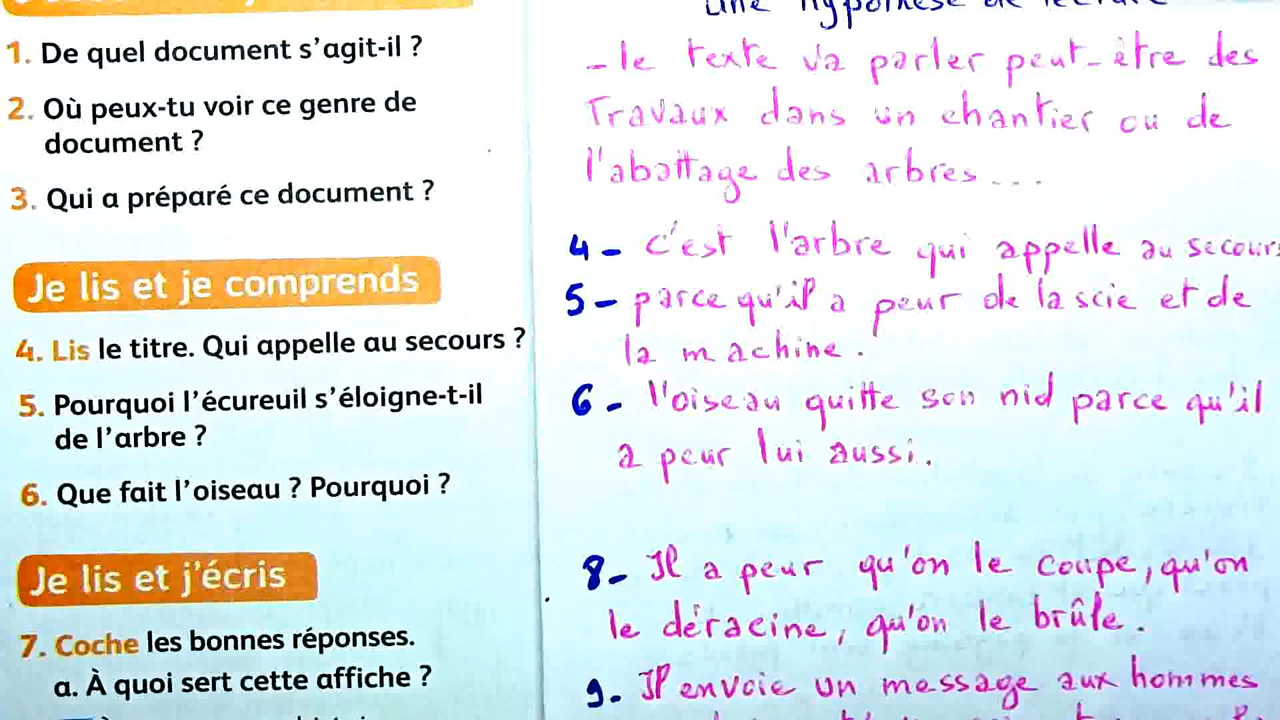 1. De quel document s'agit-il ?
2. Où peux-tu voir ce genre de
document ?
3. Qui a préparé ce document ?
Je lis et je comprends
4. Lis le titre. Qui appelle au secours ?
5. Pourquoi l'écureuil s'éloigne-t-il
de l'arbre ?
6. Que fait l'oiseau ? Pourquoi ?
Je lis et j'écris
7. Coche les bonnes réponses.
a. À quoi sert cette affiche ?
une hypothèse de lecture
- le texte va parler peut-être des
Travaux dans un chantier ou de
l'abattage des arbres...
4- c'est l'arbre qui appelle au secours
5- parce qu'il a peur de la scie et de
la machine.
6- l'oiseau quitte son nid parce qu'il
a peur lui aussi.
8- Il a peur qu'on le coupe, qu'on
le déracine, qu'on le brûle.
9- Il envoie un message aux hommes